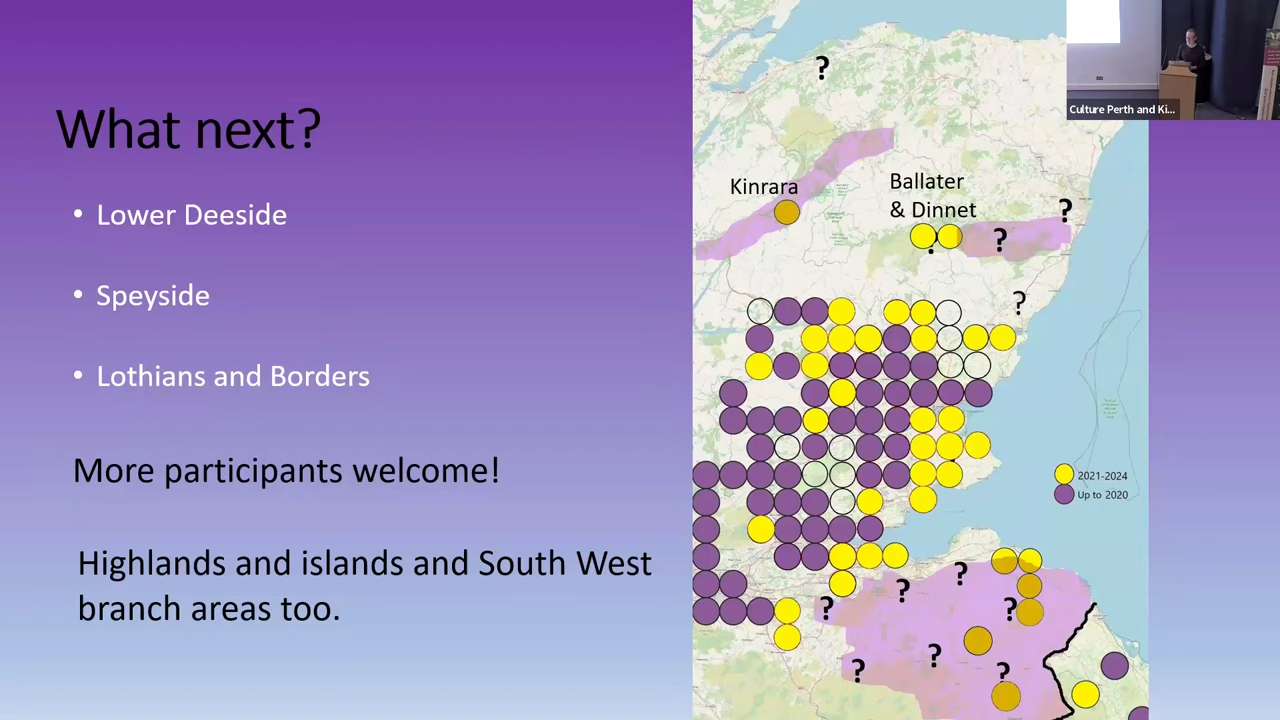 What next?
• Lower Deeside
• Speyside
• Lothians and Borders
More participants welcome!
Highlands and islands and South West
branch areas too.
?
Kinrara
Ballater
& Dinnet
?
?
?
2021-2024
Up to 2020
?
?
?
?
?
?
?
Culture Perth and Ki...